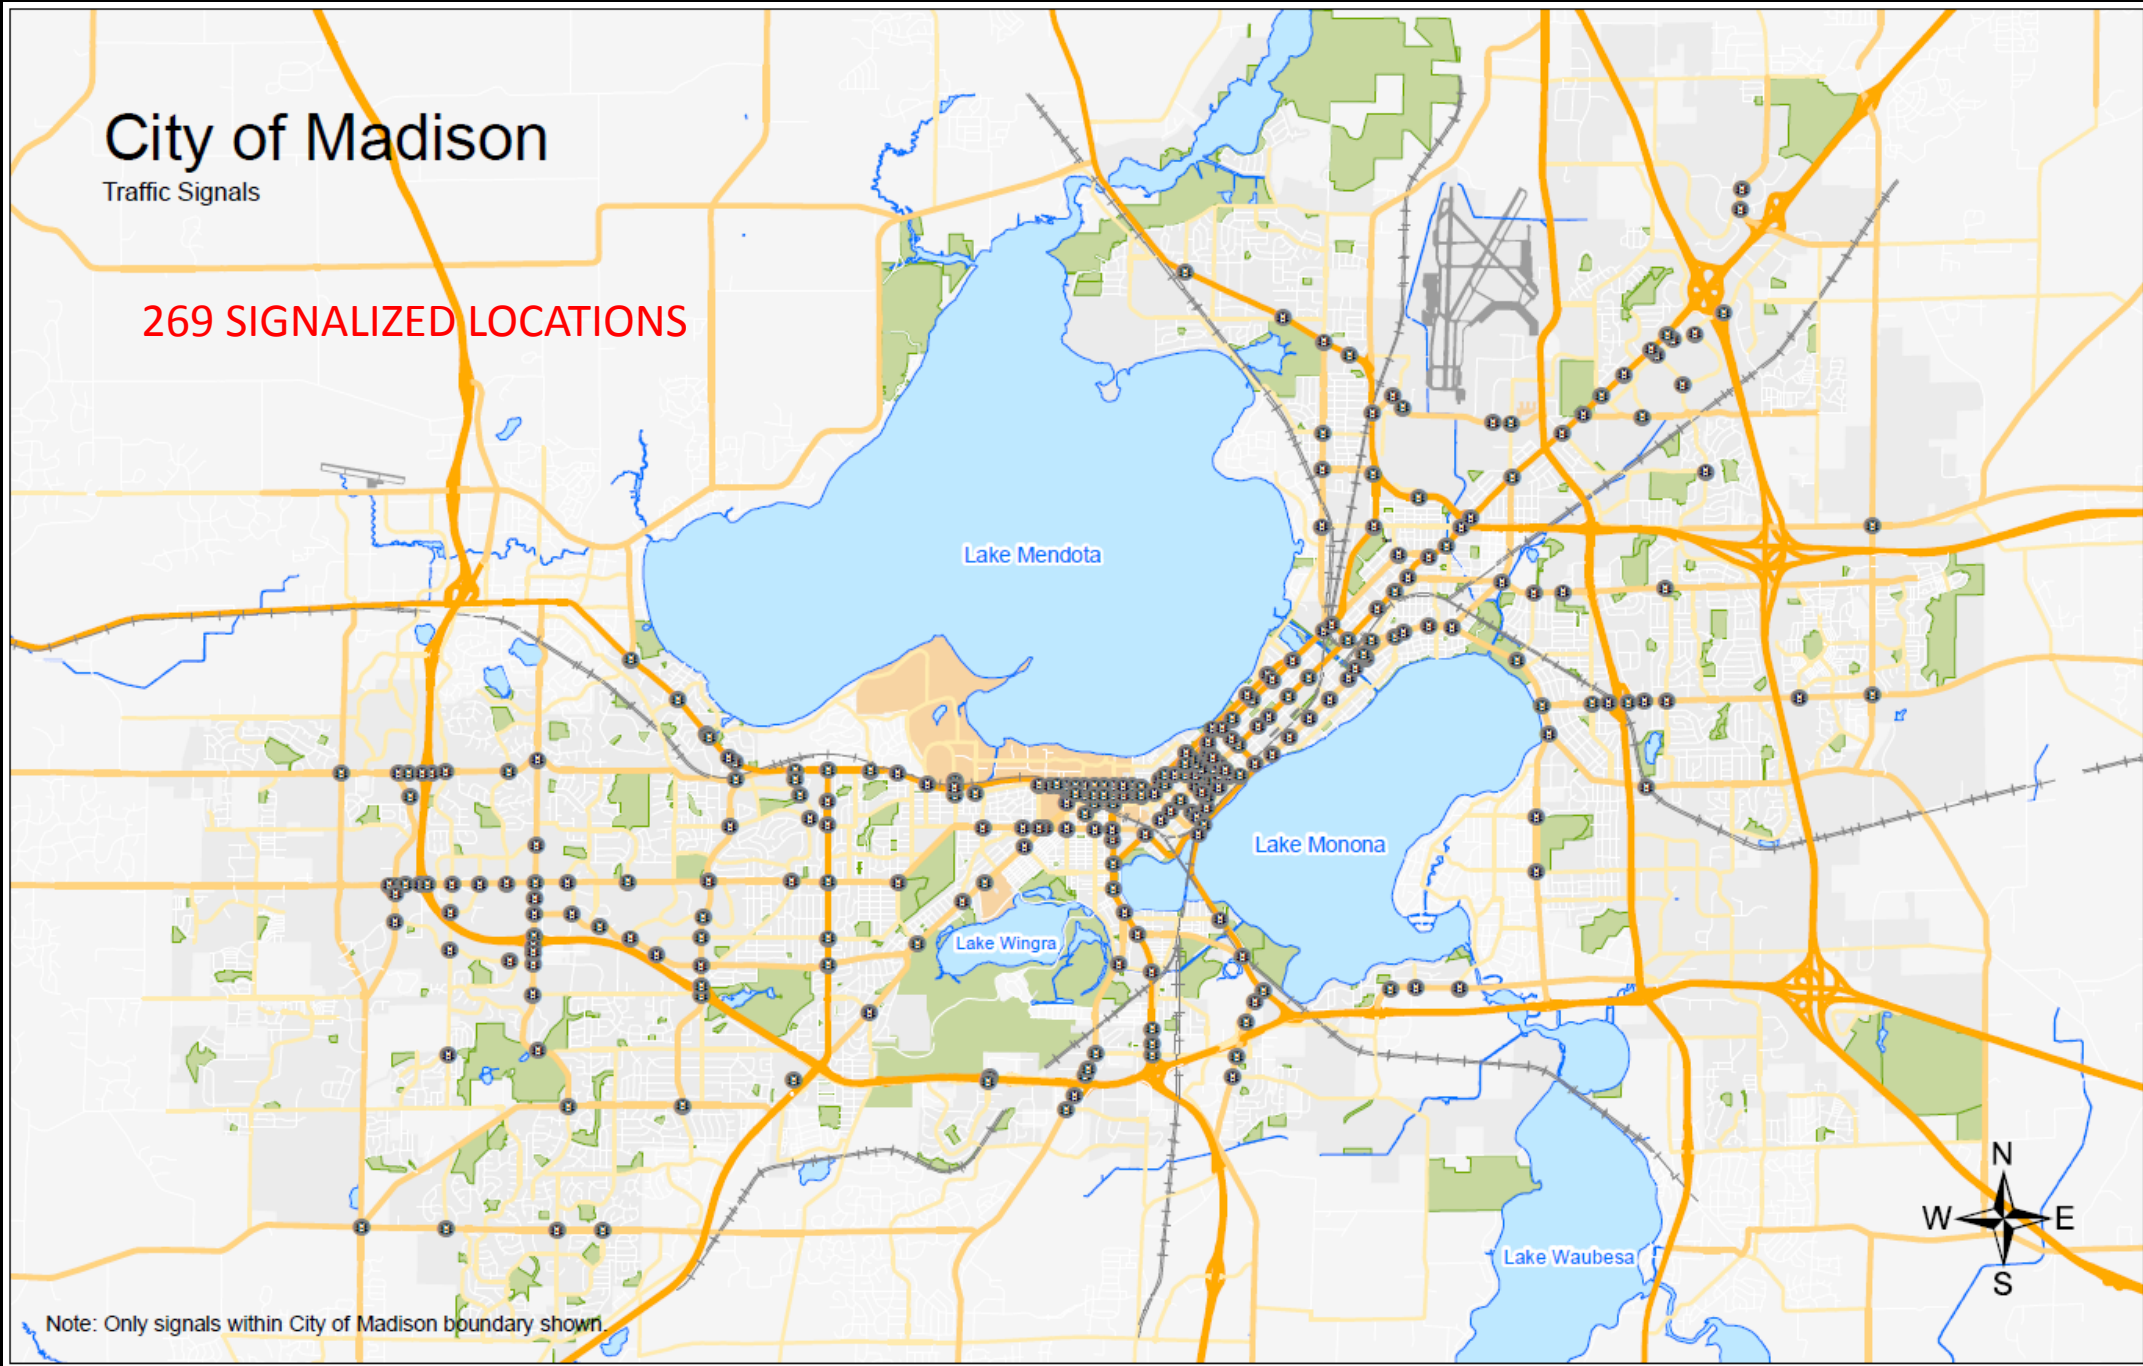 City of Madison
Traffic Signals
269 SIGNALIZED LOCATIONS
Lake Mendota
Lake Monona
Lake Wingra
N
W E
S
Lake Waubesa
Note: Only signals within City of Madison boundary shown.